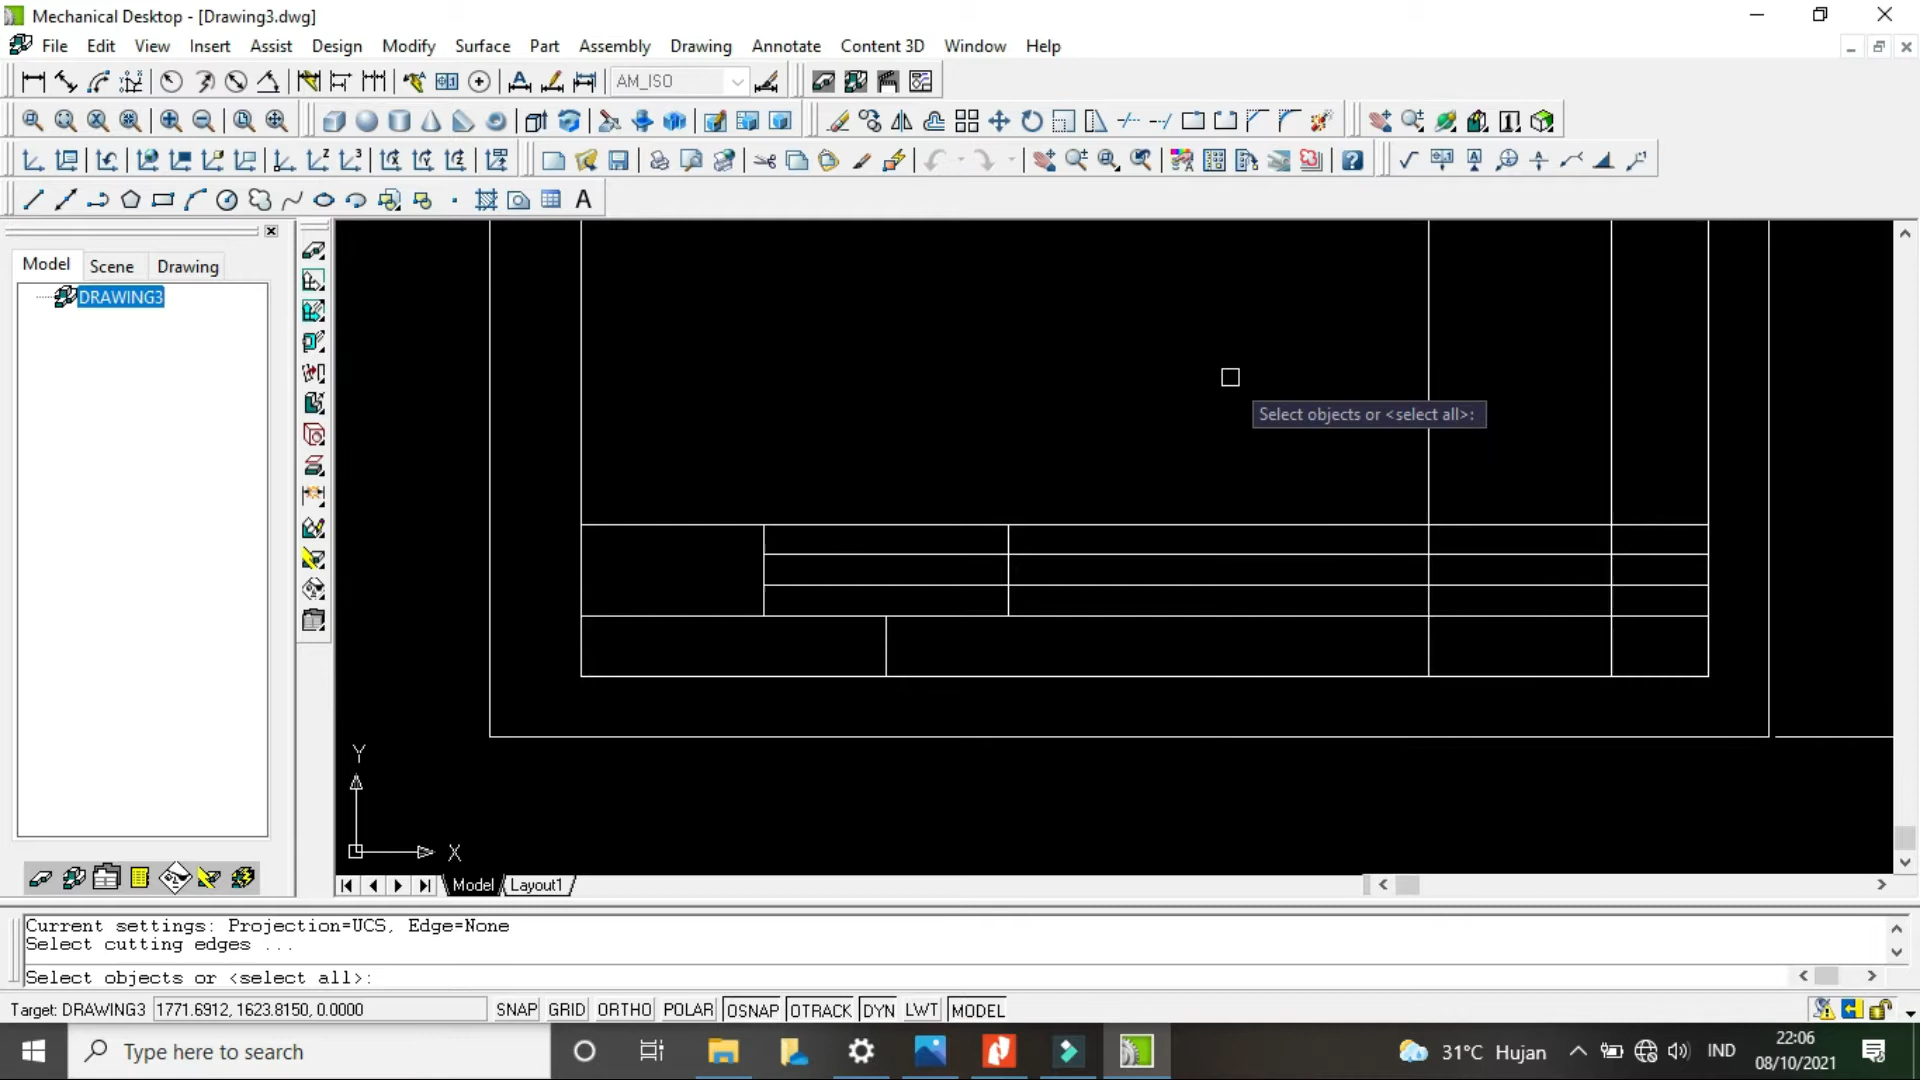 Mechanical Desktop - [Drawing3.dwg]
File Edit View Insert Assist Design Modify Surface Part Assembly Drawing Annotate Content 3D Window Help
AM_ISO
Model Scene Drawing
DRAWING3
Select objects or <select all>:
Y
X
Model Layout1
Current settings: Projection=UCS, Edge=None
Select cutting edges ...
Select objects or <select all>:
Target: DRAWING3 1771.6912, 1623.8150, 0.0000 SNAP GRID ORTHO POLAR OSNAP OTRACK DYN LWT MODEL
Type here to search
31°C Hujan
IND
22:06
08/10/2021